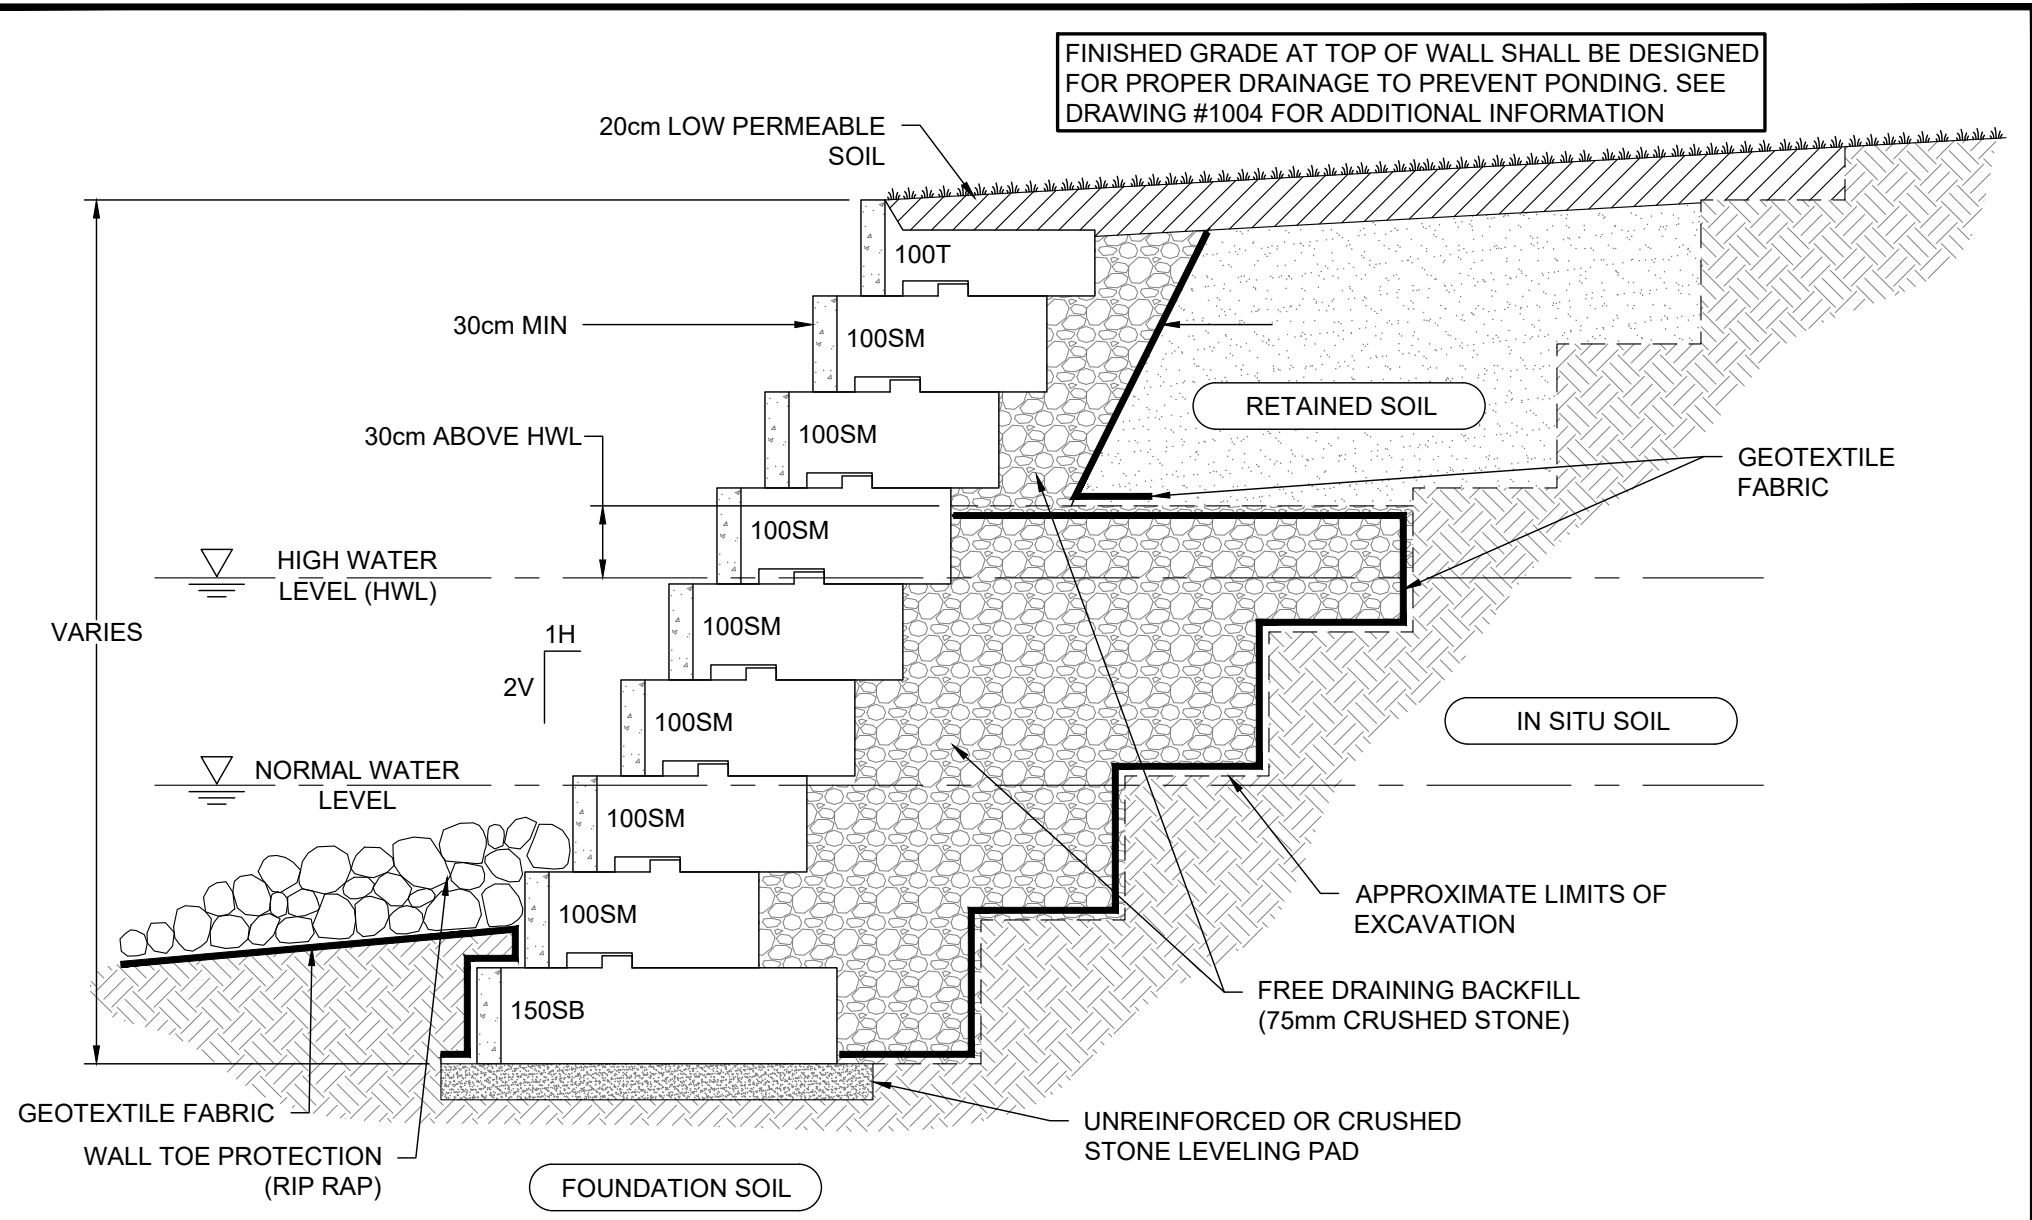 FINISHED GRADE AT TOP OF WALL SHALL BE DESIGNED
FOR PROPER DRAINAGE TO PREVENT PONDING. SEE
DRAWING #1004 FOR ADDITIONAL INFORMATION
20cm LOW PERMEABLE
SOIL
100T
30cm MIN
100SM
RETAINED SOIL
30cm ABOVE HWL
100SM
GEOTEXTILE
FABRIC
100SM
HIGH WATER
LEVEL (HWL)
VARIES
1H
2V
100SM
IN SITU SOIL
100SM
NORMAL WATER
LEVEL
100SM
APPROXIMATE LIMITS OF
EXCAVATION
100SM
FREE DRAINING BACKFILL
(75mm CRUSHED STONE)
150SB
GEOTEXTILE FABRIC
UNREINFORCED OR CRUSHED
STONE LEVELING PAD
WALL TOE PROTECTION
(RIP RAP)
FOUNDATION SOIL